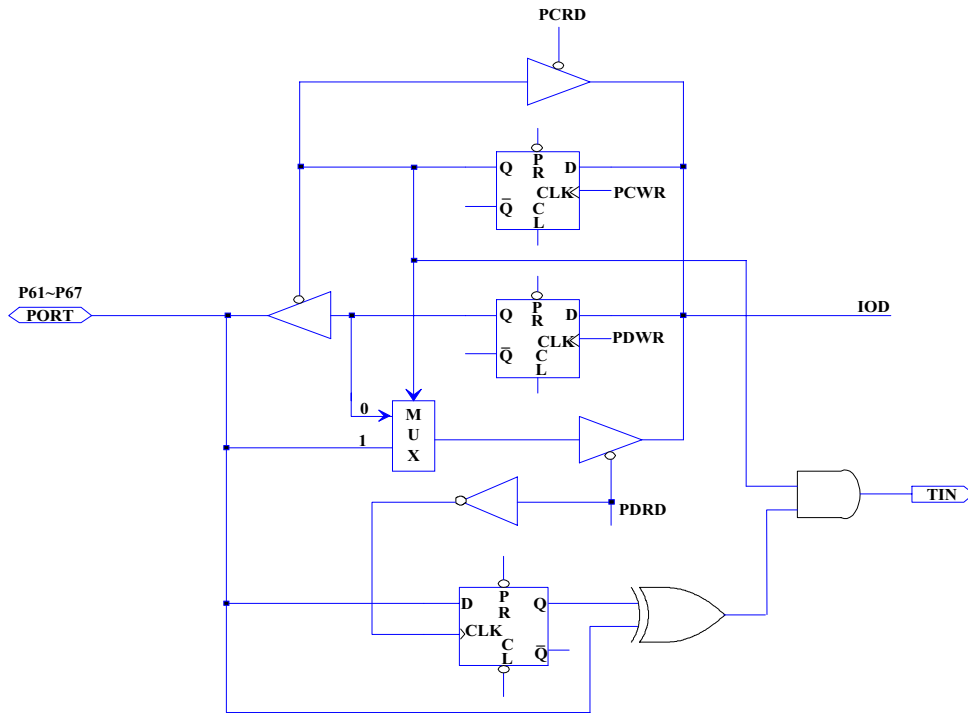 PCRD
Q
P
R
D
CLK
PCWR
Q̅
C
L
P61~P67
PORT
Q
P
R
D
IOD
CLK
PDWR
Q̅
C
L
0
M
U
X
1
PDRD
TIN
D
P
R
Q
CLK
C
L
Q̅